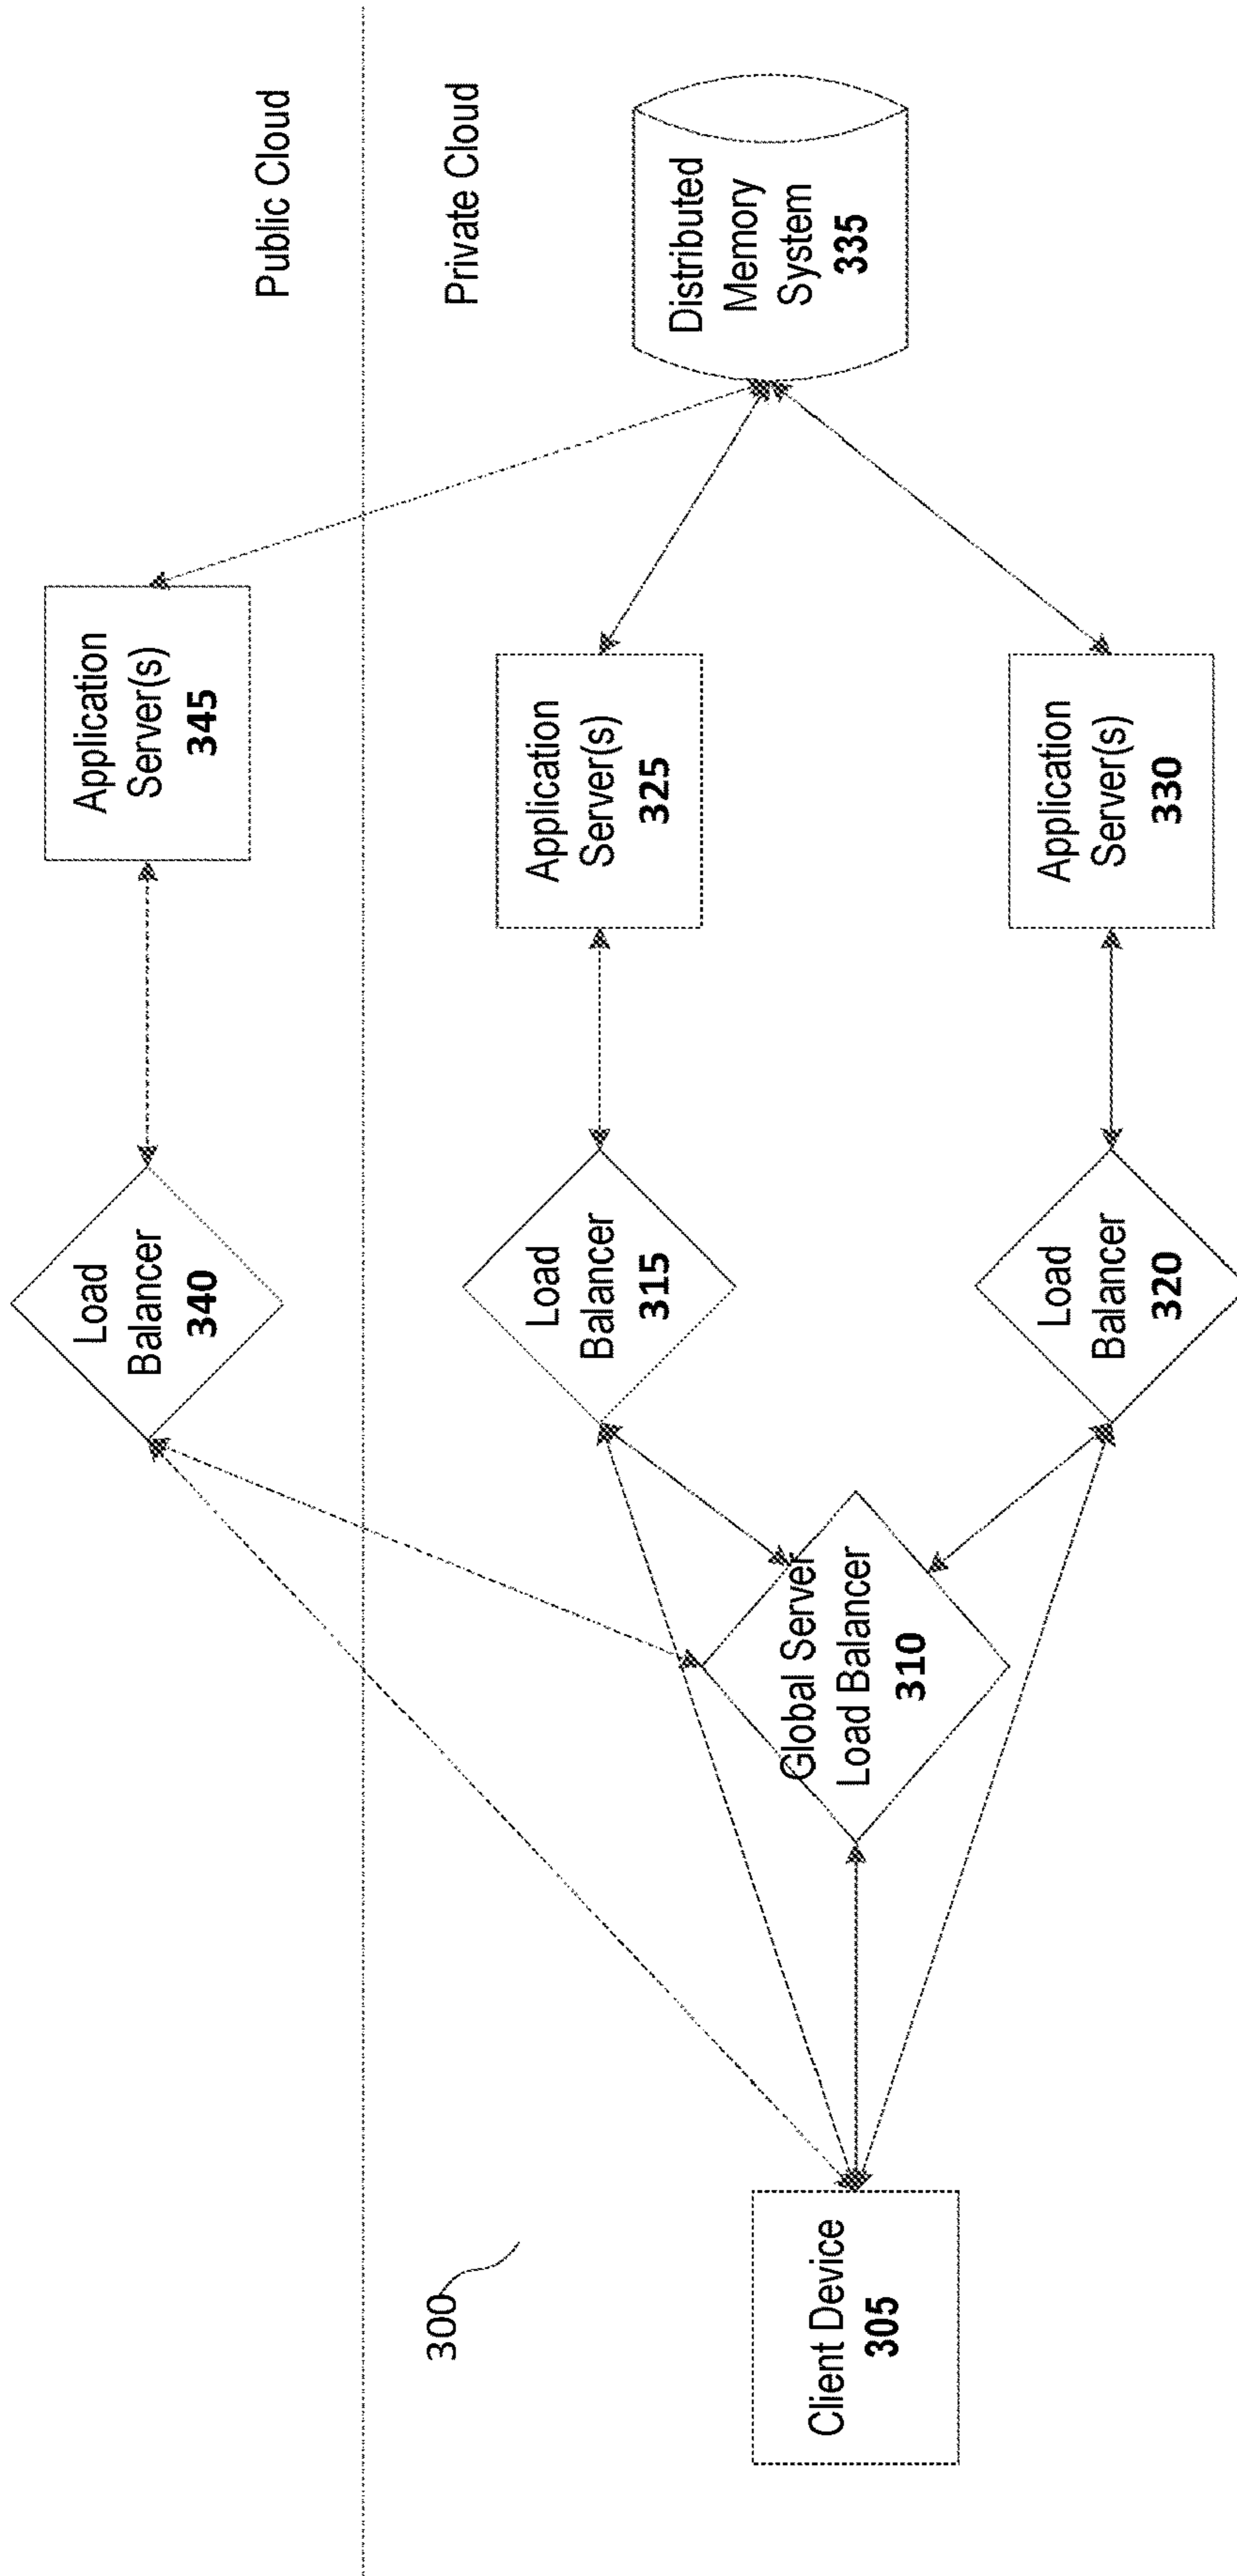 Public Cloud
Private Cloud
300
Client Device
305
Global Server
Load Balancer
310
Load
Balancer
340
Load
Balancer
315
Load
Balancer
320
Application
Server(s)
345
Application
Server(s)
325
Application
Server(s)
330
Distributed
Memory
System
335